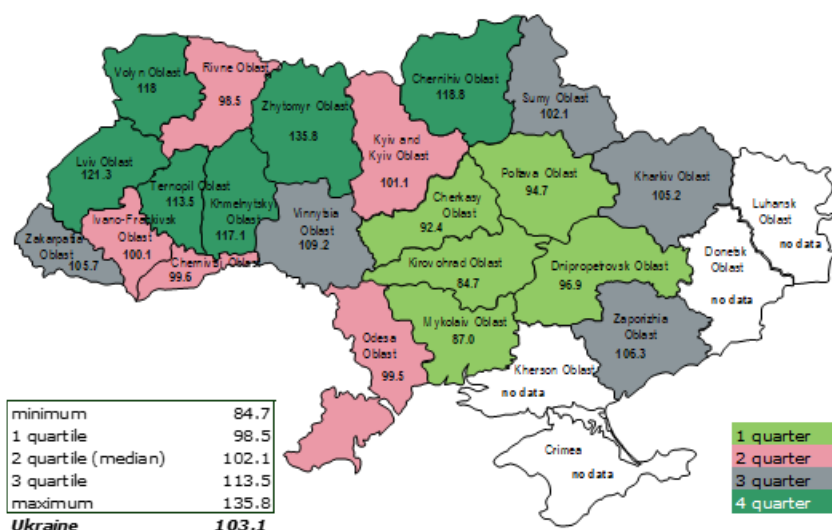 Volyn Oblast
118
Rivne Oblast
98.5
Zhytomyr Oblast
135.8
Chernihiv Oblast
118.8
Sumy Oblast
102.1
Kyiv and
Kyiv Oblast
101.1
Lviv Oblast
121.3
Ternopil Oblast
113.5
Khmelnytskyi
Oblast
117.1
Ivano-Frankivsk
Oblast
100.1
Zakarpattia
Oblast
105.7
Chernivtsi Oblast
99.6
Vinnytsia
Oblast
109.2
Cherkasy
Oblast
92.4
Poltava Oblast
94.7
Kharkiv Oblast
105.2
Luhansk
Oblast
no data
Donetsk
Oblast
no data
Kirovohrad Oblast
84.7
Dnipropetrovsk Oblast
96.9
Zaporizhia
Oblast
106.3
Mykolaiv Oblast
87.0
Odesa
Oblast
99.5
Kherson Oblast
no data
Crimea
no data
minimum 84.7
1 quartile 98.5
2 quartile (median) 102.1
3 quartile 113.5
maximum 135.8
Ukraine 103.1
1 quarter
2 quarter
3 quarter
4 quarter